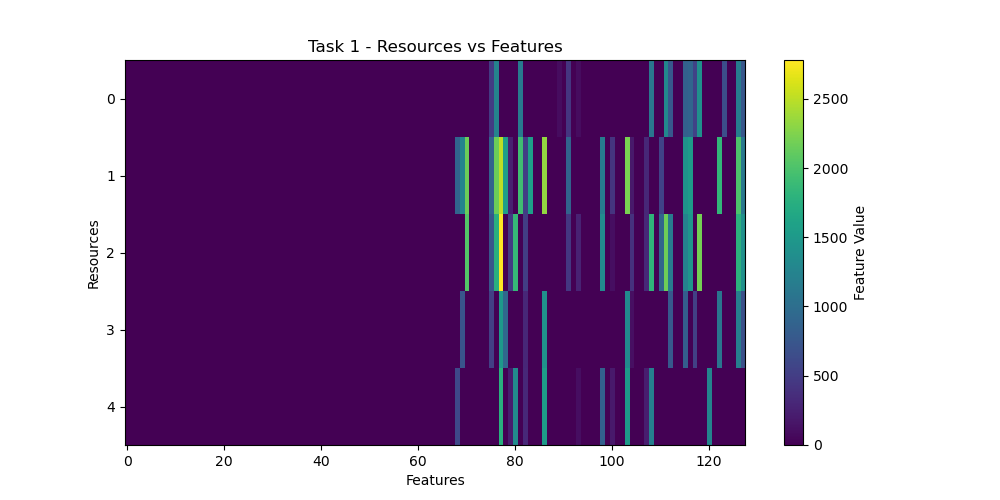 Task 1 - Resources vs Features
0
1
2
3
4
Resources
0 20 40 60 80 100 120
Features
2500
2000
1500
1000
500
0
Feature Value